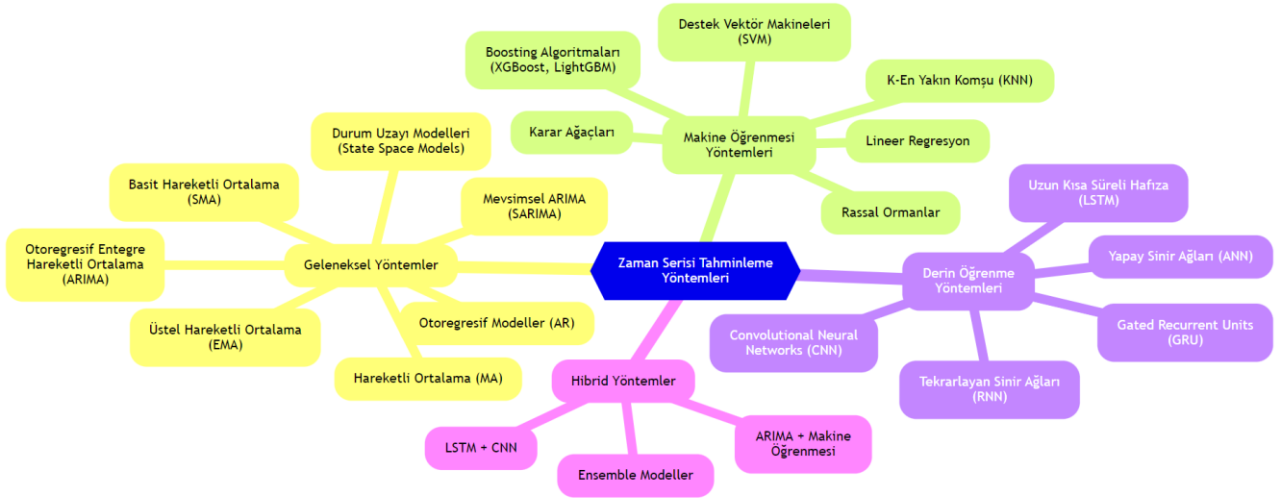 Destek Vektör Makineleri
(SVM)
Boosting Algoritmaları
(XGBoost, LightGBM)
K-En Yakın Komşu (KNN)
Karar Ağaçları
Makine Öğrenmesi
Yöntemleri
Lineer Regresyon
Rassal Ormanlar
Durum Uzayı Modelleri
(State Space Models)
Basit Hareketli Ortalama
(SMA)
Mevsimsel ARIMA
(SARIMA)
Otoregresif Entegre
Hareketli Ortalama
(ARIMA)
Geleneksel Yöntemler
Üstel Hareketli Ortalama
(EMA)
Otoregresif Modeller (AR)
Hareketli Ortalama (MA)
Zaman Serisi Tahminleme
Yöntemleri
Uzun Kısa Süreli Hafıza
(LSTM)
Yapay Sinir Ağları (ANN)
Derin Öğrenme
Yöntemleri
Gated Recurrent Units
(GRU)
Convolutional Neural
Networks (CNN)
Tekrarlayan Sinir Ağları
(RNN)
Hibrid Yöntemler
LSTM + CNN
Ensemble Modeller
ARIMA + Makine
Öğrenmesi